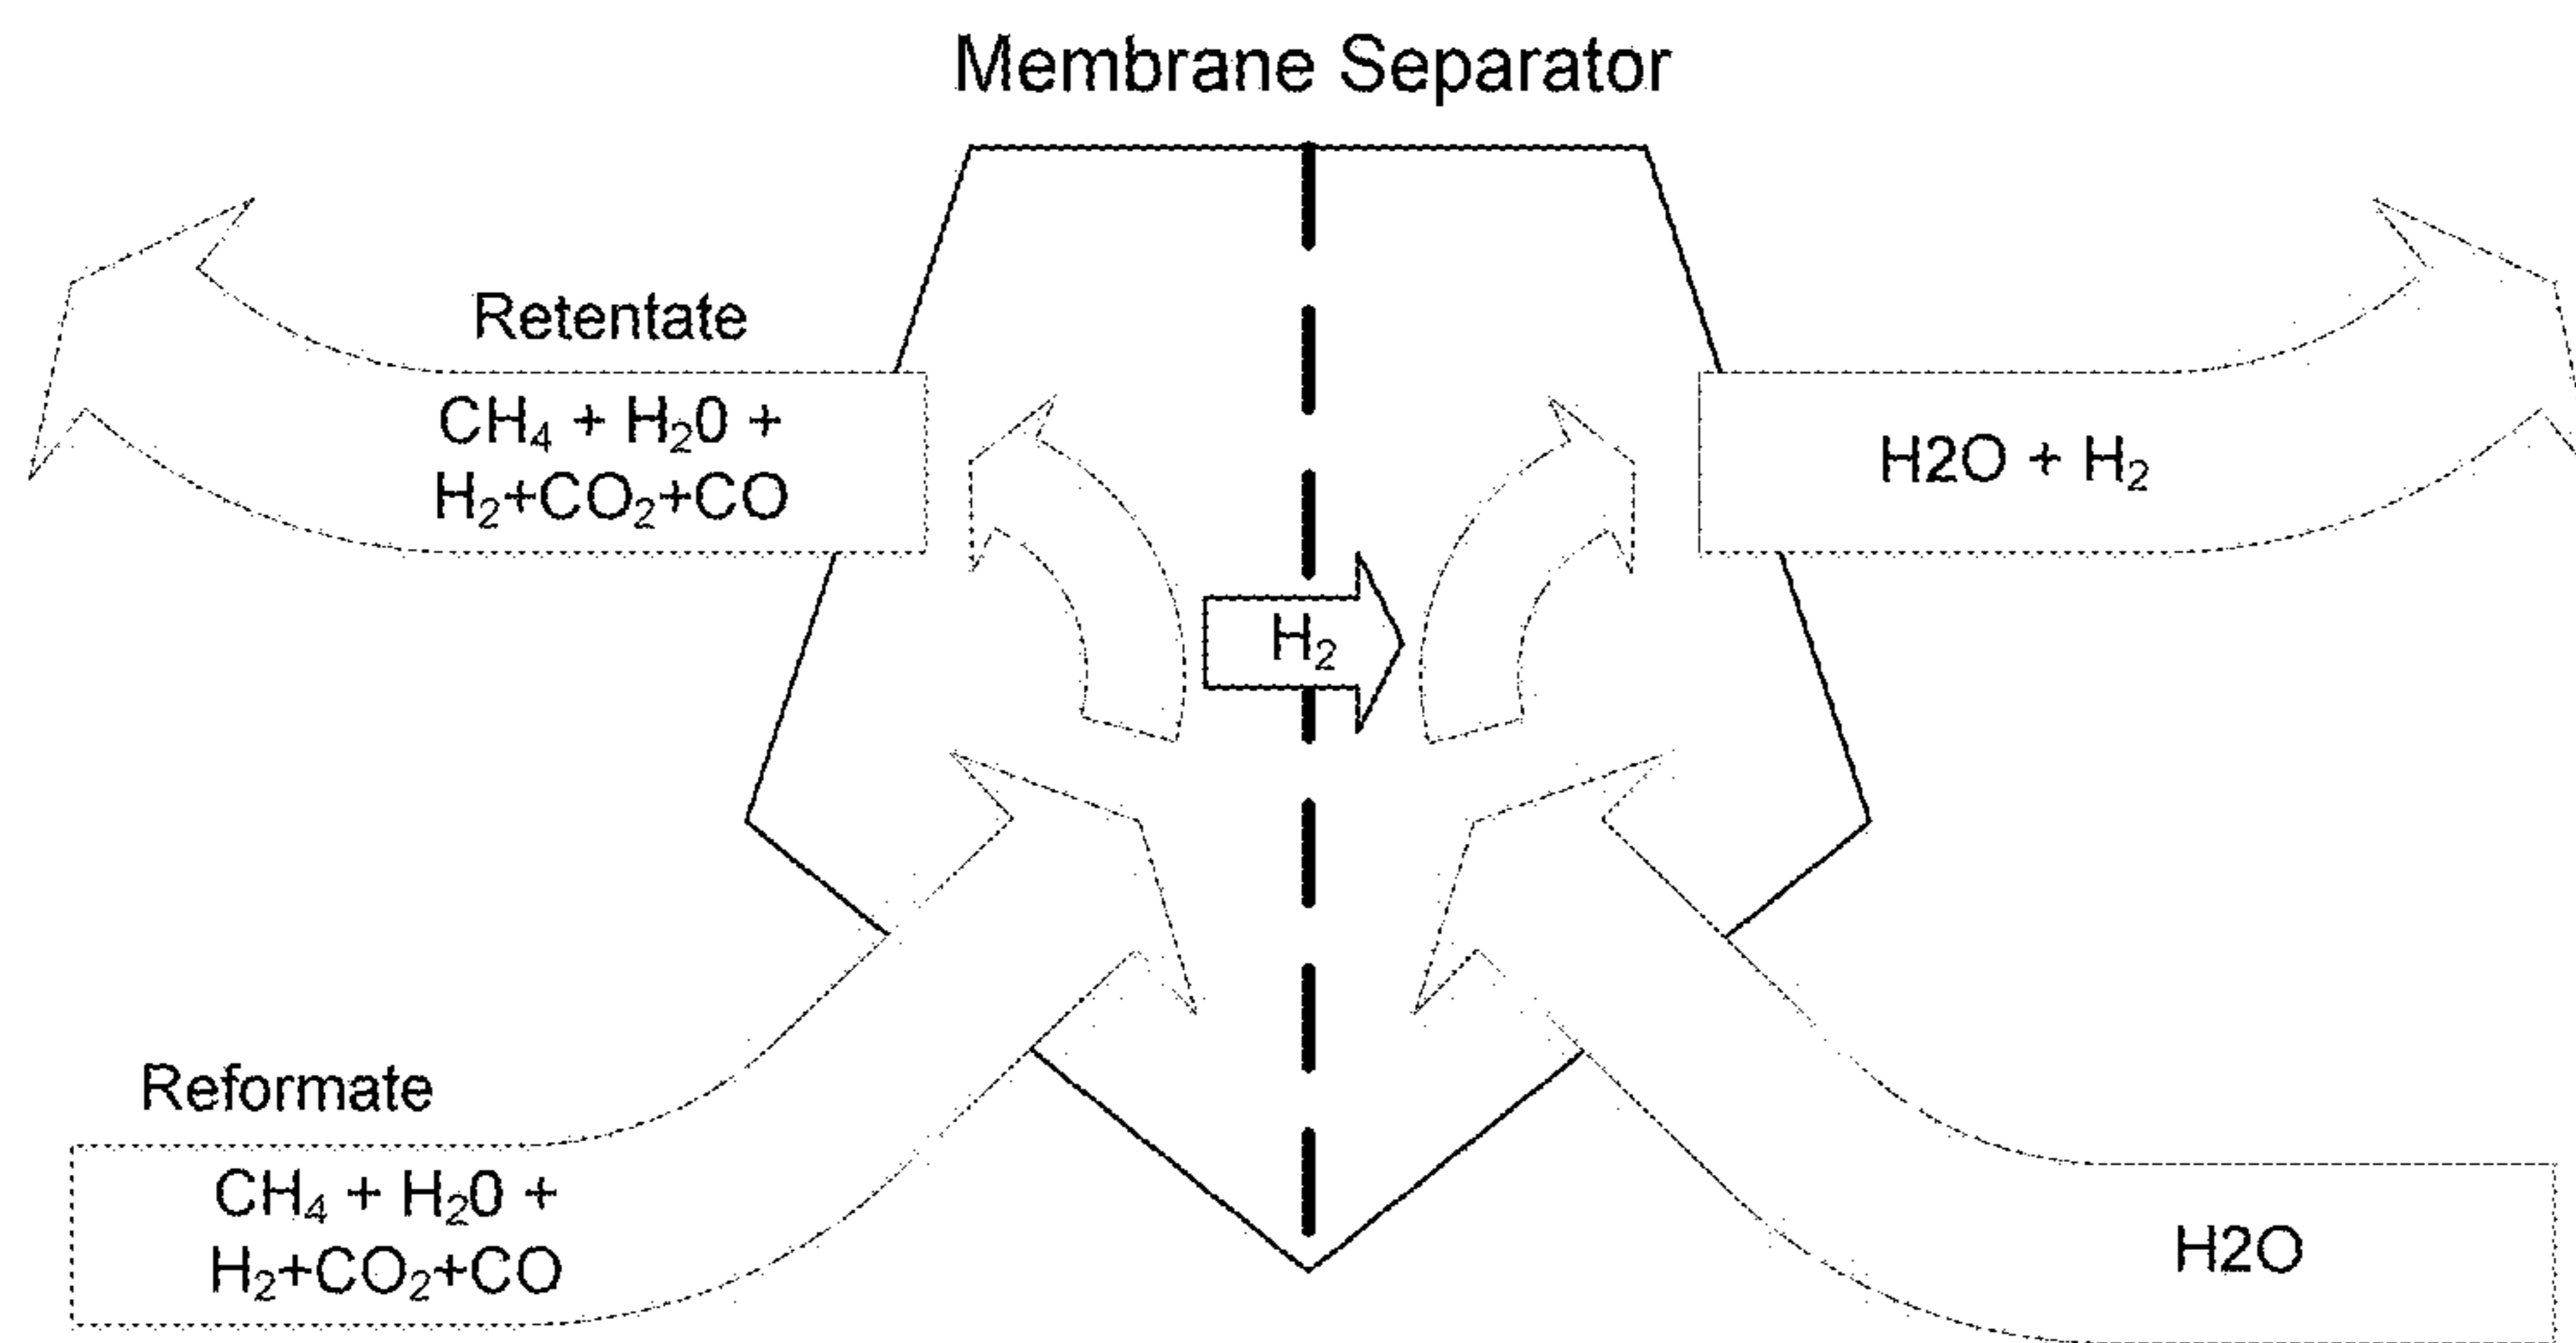 Membrane Separator
Retentate
CH₄ + H₂0 +
H₂+CO₂+CO
H2O + H₂
H₂
Reformate
CH₄ + H₂0 +
H₂+CO₂+CO
H2O